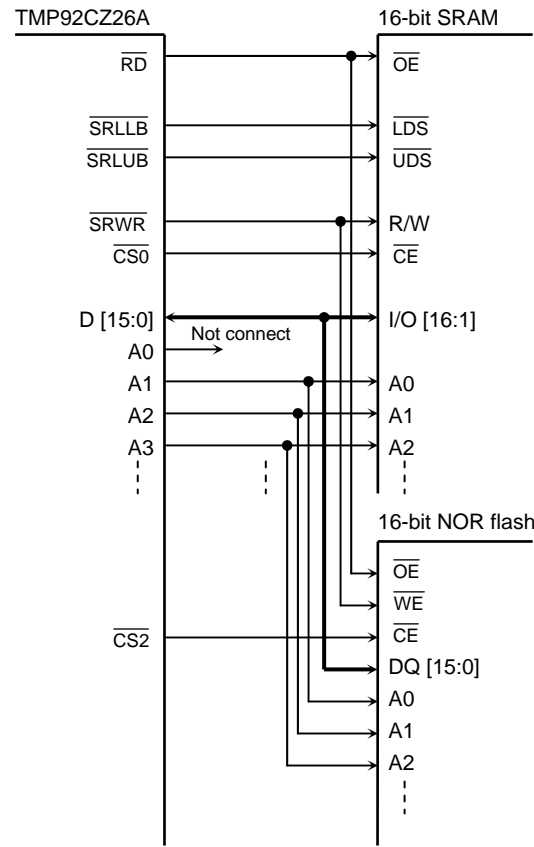 TMP92CZ26A
16-bit SRAM
RD
OE
SRLLB
LDS
SRLUB
UDS
SRWR
R/W
CS0
CE
D [15:0]
I/O [16:1]
Not connect
A0
A1
A0
A2
A1
A3
A2
16-bit NOR flash
OE
WE
CS2
CE
DQ [15:0]
A0
A1
A2